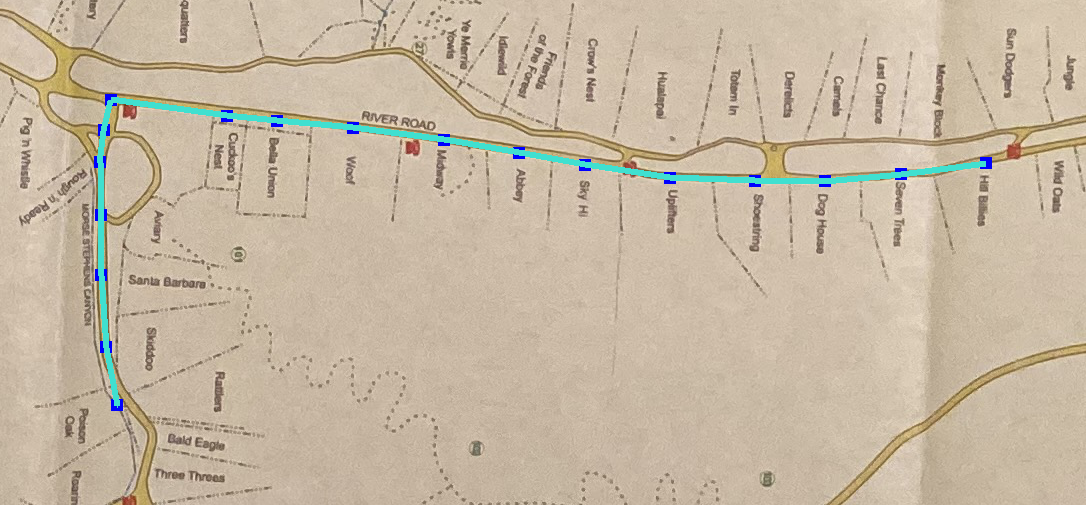 Ye Merrie
Yowls
Idlewild
Friends
of the Forest
Crow's Nest
Hualapai
Totem In
Derelicts
Camels
Last Chance
Monkey Block
Sun Dodgers
Jungle
27
RIVER ROAD
Pig 'n Whistle
Cuckoo's
Nest
Bella Union
Woof
Midway
Abbey
Sky Hi
Uplifters
Shoestring
Dog House
Seven Trees
Hill Billies
Wild Oats
Rough 'n Ready
MORSE STEPHENS CANYON
Aviary
Santa Barbara
Skiddoo
Rattlers
Poison
Oak
Bald Eagle
Three Threes